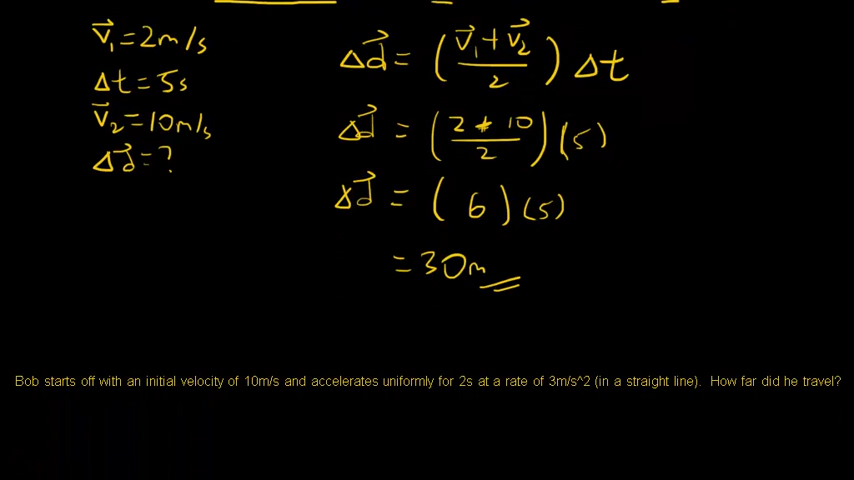 v⃗₁ = 2m/s
Δt = 5s
v⃗₂ = 10m/s
Δd⃗ = ?
Δd⃗ = ( (v⃗₁ + v⃗₂) / 2 ) Δt
Δd⃗ = ( (2 + 10) / 2 ) (5)
Δd⃗ = ( 6 ) (5)
= 30m
Bob starts off with an initial velocity of 10m/s and accelerates uniformly for 2s at a rate of 3m/s^2 (in a straight line).  How far did he travel?